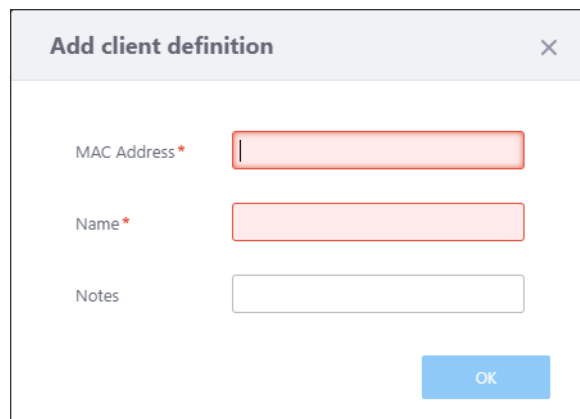 Add client definition
MAC Address*
Name*
Notes
OK